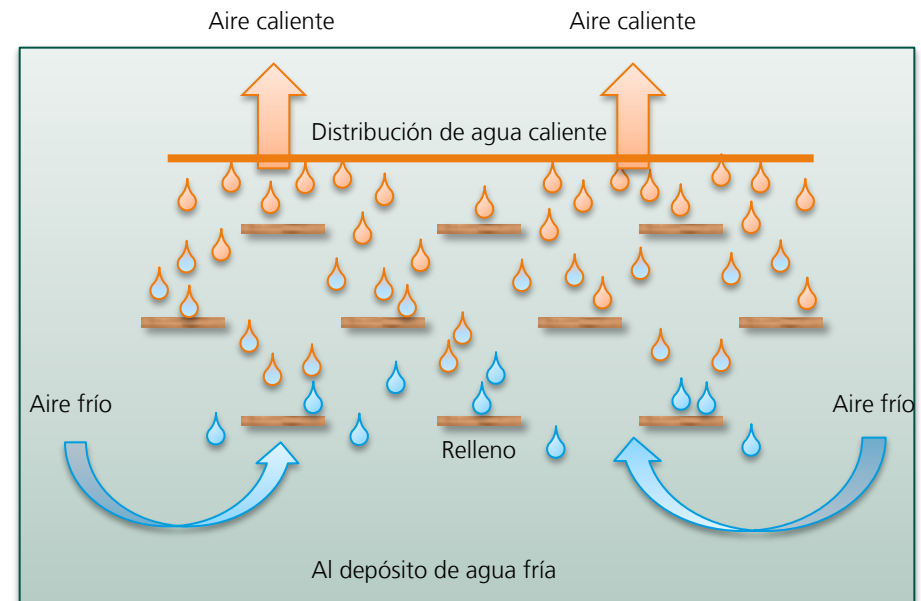 Aire caliente
Aire caliente
Distribución de agua caliente
Aire frío
Aire frío
Relleno
Al depósito de agua fría